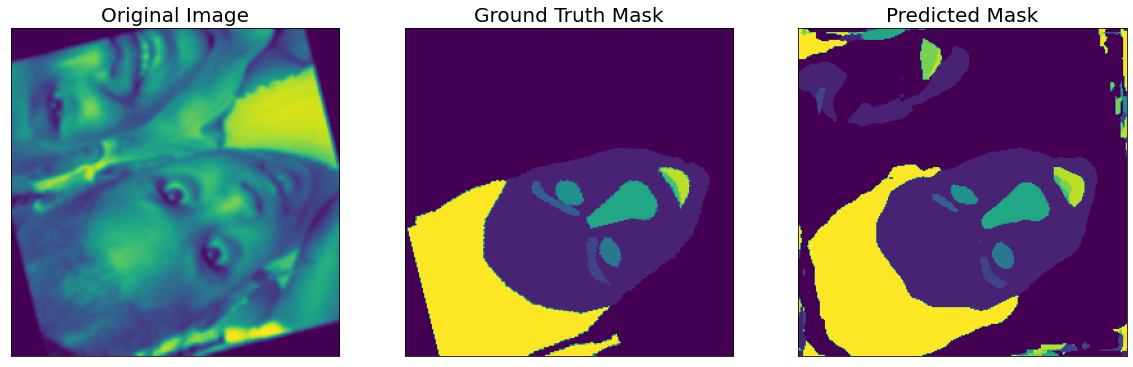 Original Image
Ground Truth Mask
Predicted Mask